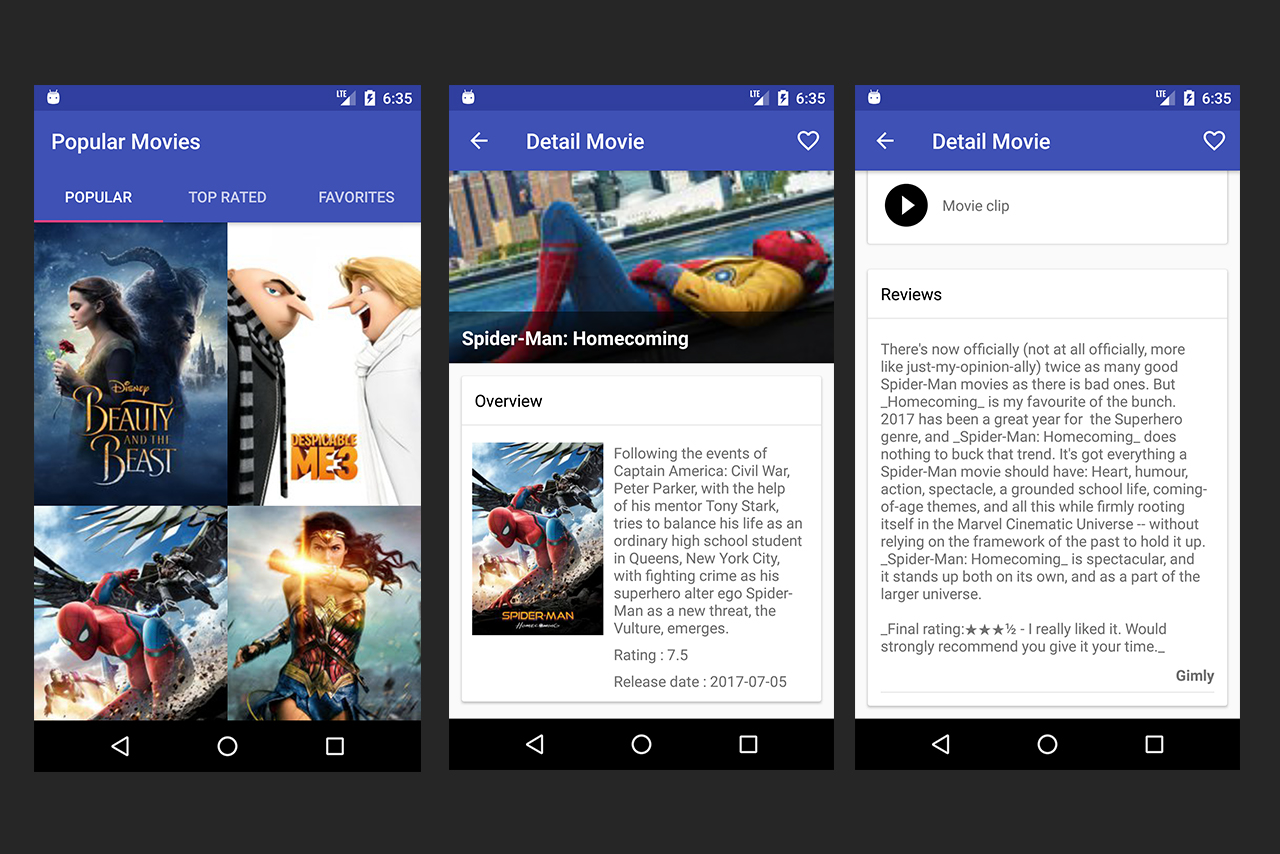 LTE 6:35
Popular Movies
POPULAR TOP RATED FAVORITES
Disney
BEAUTY
AND THE
BEAST
DESPICABLE
ME3
LTE 6:35
Detail Movie
Spider-Man: Homecoming
Overview
SPIDER-MAN
HOMECOMING
Following the events of
Captain America: Civil War,
Peter Parker, with the help
of his mentor Tony Stark,
tries to balance his life as an
ordinary high school student
in Queens, New York City,
with fighting crime as his
superhero alter ego Spider-
Man as a new threat, the
Vulture, emerges.
Rating : 7.5
Release date : 2017-07-05
LTE 6:35
Detail Movie
Movie clip
Reviews
There's now officially (not at all officially, more
like just-my-opinion-ally) twice as many good
Spider-Man movies as there is bad ones. But
_Homecoming_ is my favourite of the bunch.
2017 has been a great year for  the Superhero
genre, and _Spider-Man: Homecoming_ does
nothing to buck that trend. It's got everything a
Spider-Man movie should have: Heart, humour,
action, spectacle, a grounded school life, coming-
of-age themes, and all this while firmly rooting
itself in the Marvel Cinematic Universe -- without
relying on the framework of the past to hold it up.
_Spider-Man: Homecoming_ is spectacular, and
it stands up both on its own, and as a part of the
larger universe.
_Final rating:★★★½ - I really liked it. Would
strongly recommend you give it your time._
Gimly